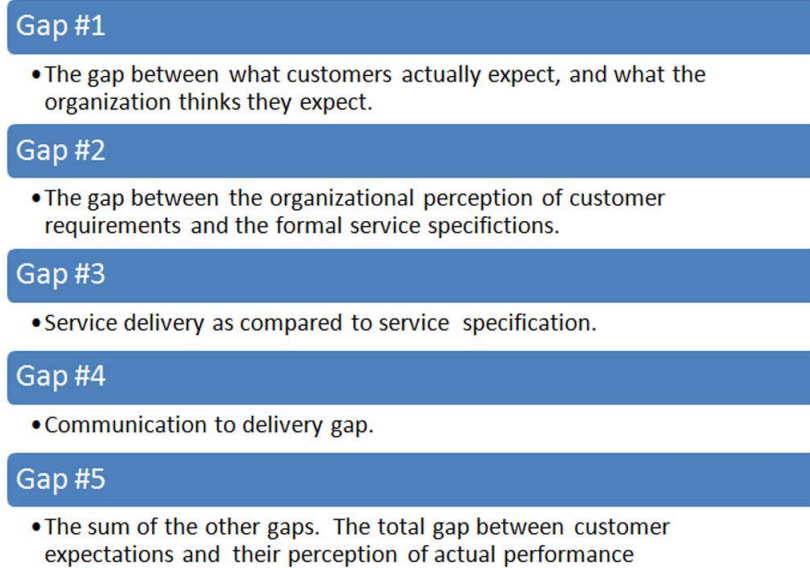 Gap #1
•The gap between what customers actually expect, and what the
organization thinks they expect.
Gap #2
•The gap between the organizational perception of customer
requirements and the formal service specifictions.
Gap #3
•Service delivery as compared to service specification.
Gap #4
•Communication to delivery gap.
Gap #5
•The sum of the other gaps. The total gap between customer
expectations and their perception of actual performance